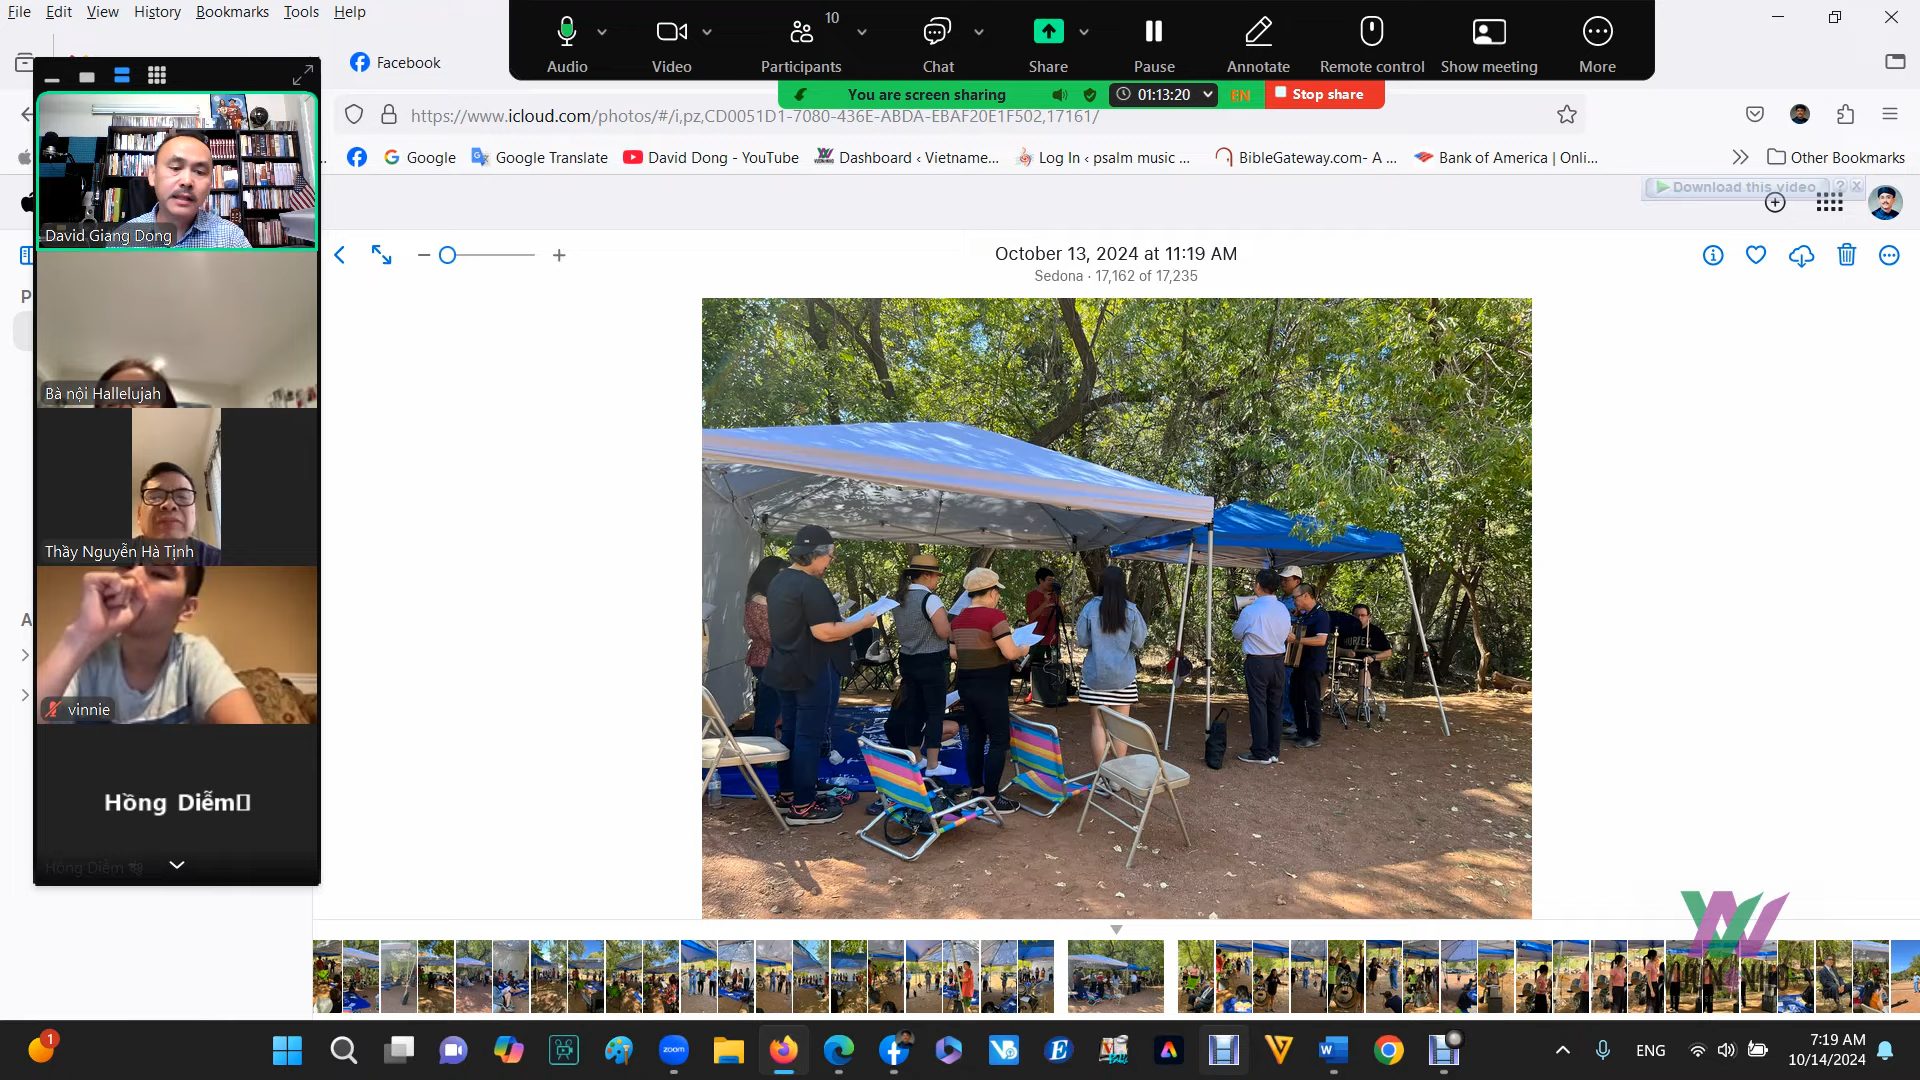 File Edit View History Bookmarks Tools Help
10
Audio Video Participants Chat Share Pause Annotate Remote control Show meeting More
Facebook
You are screen sharing 01:13:20 EN Stop share
https://www.icloud.com/photos/#/i,pz,CD0051D1-7080-436E-ABDA-EBAF20E1F502,17161/
Google Google Translate David Dong - YouTube Dashboard ‹ Vietname... Log In ‹ psalm music ... BibleGateway.com- A ... Bank of America | Onli... Other Bookmarks
Download this video ? x
David Giang Dong
October 13, 2024 at 11:19 AM
Sedona · 17,162 of 17,235
P
Bà nội Hallelujah
Thầy Nguyễn Hà Tịnh
A
vinnie
Hồng Diễm
Hồng Diễm
zoom
1
ENG
7:19 AM
10/14/2024